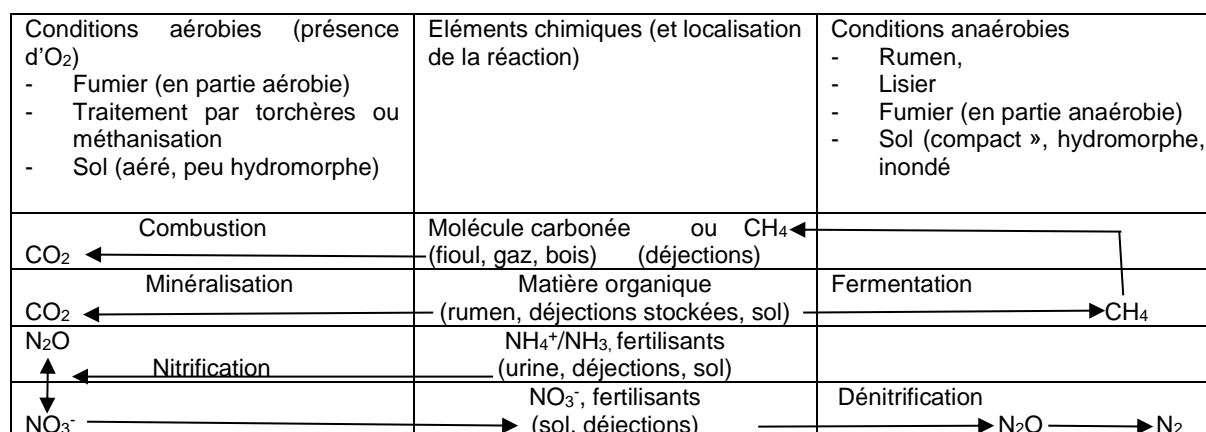 Conditions aérobies (présence
d'O2)
- Fumier (en partie aérobie)
- Traitement par torchères ou
méthanisation
- Sol (aéré, peu hydromorphe)
Eléments chimiques (et localisation
de la réaction)
Conditions anaérobies
- Rumen,
- Lisier
- Fumier (en partie anaérobie)
- Sol (compact », hydromorphe,
inondé
Combustion
CO2
Molécule carbonée ou CH4
(fioul, gaz, bois) (déjections)
Minéralisation
CO2
Matière organique
(rumen, déjections stockées, sol)
Fermentation
CH4
N2O
Nitrification
NH4+/NH3, fertilisants
(urine, déjections, sol)
NO3-
NO3-, fertilisants
(sol, déjections)
Dénitrification
N2O N2